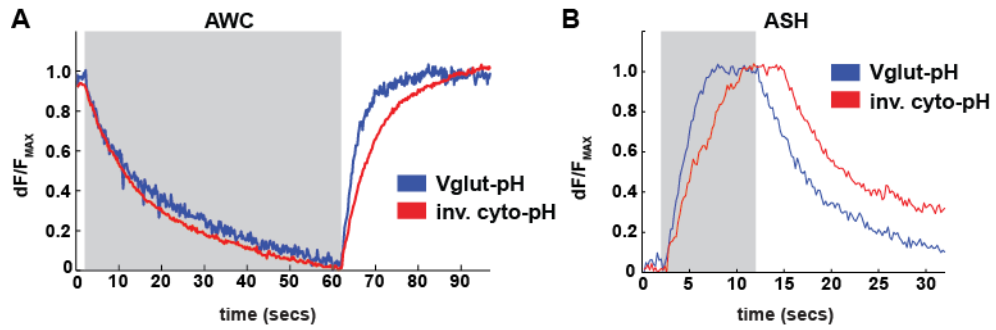 A
AWC
dF/FMAX
1.0
0.8
0.6
0.4
0.2
0
0 10 20 30 40 50 60 70 80 90
time (secs)
Vglut-pH
inv. cyto-pH
B
ASH
dF/FMAX
1.0
0.8
0.6
0.4
0.2
0
0 5 10 15 20 25 30
time (secs)
Vglut-pH
inv. cyto-pH